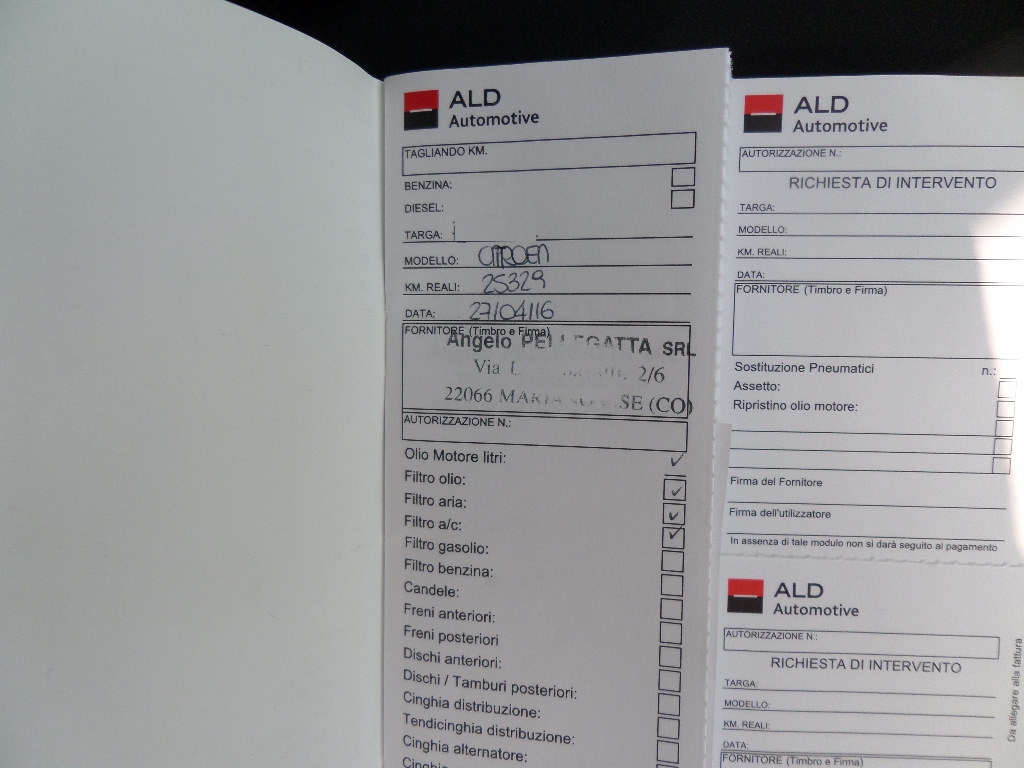 ALD
Automotive
TAGLIANDO KM.
BENZINA:
DIESEL:
TARGA:
MODELLO: CITROEN
KM. REALI: 25329
DATA: 27/04/16
FORNITORE (Timbro e Firma)
Angelo PELLEGATTA SRL
Via 2/6
22066 SE (CO)
AUTORIZZAZIONE N.:
Olio Motore litri: ✓
Filtro olio: ✓
Filtro aria: ✓
Filtro a/c: ✓
Filtro gasolio:
Filtro benzina:
Candele:
Freni anteriori:
Freni posteriori
Dischi anteriori:
Dischi / Tamburi posteriori:
Cinghia distribuzione:
Tendicinghia distribuzione:
Cinghia alternatore:
ALD
Automotive
AUTORIZZAZIONE N.:
RICHIESTA DI INTERVENTO
TARGA:
MODELLO:
KM. REALI:
DATA:
FORNITORE (Timbro e Firma)
Sostituzione Pneumatici n.:
Assetto:
Ripristino olio motore:
Firma del Fornitore
Firma dell'utilizzatore
In assenza di tale modulo non si darà seguito al pagamento
ALD
Automotive
AUTORIZZAZIONE N.:
RICHIESTA DI INTERVENTO
TARGA:
MODELLO:
KM. REALI:
DATA:
FORNITORE (Timbro e Firma)
Da allegare alla fattura